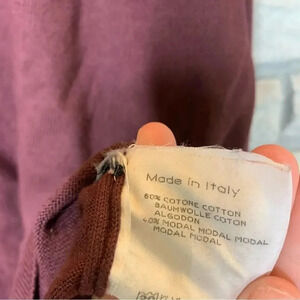 Made in Italy
60% COTONE COTTON
BAUMWOLLE COTON
ALGODON
40% MODAL MODAL MODAL
MODAL MODAL